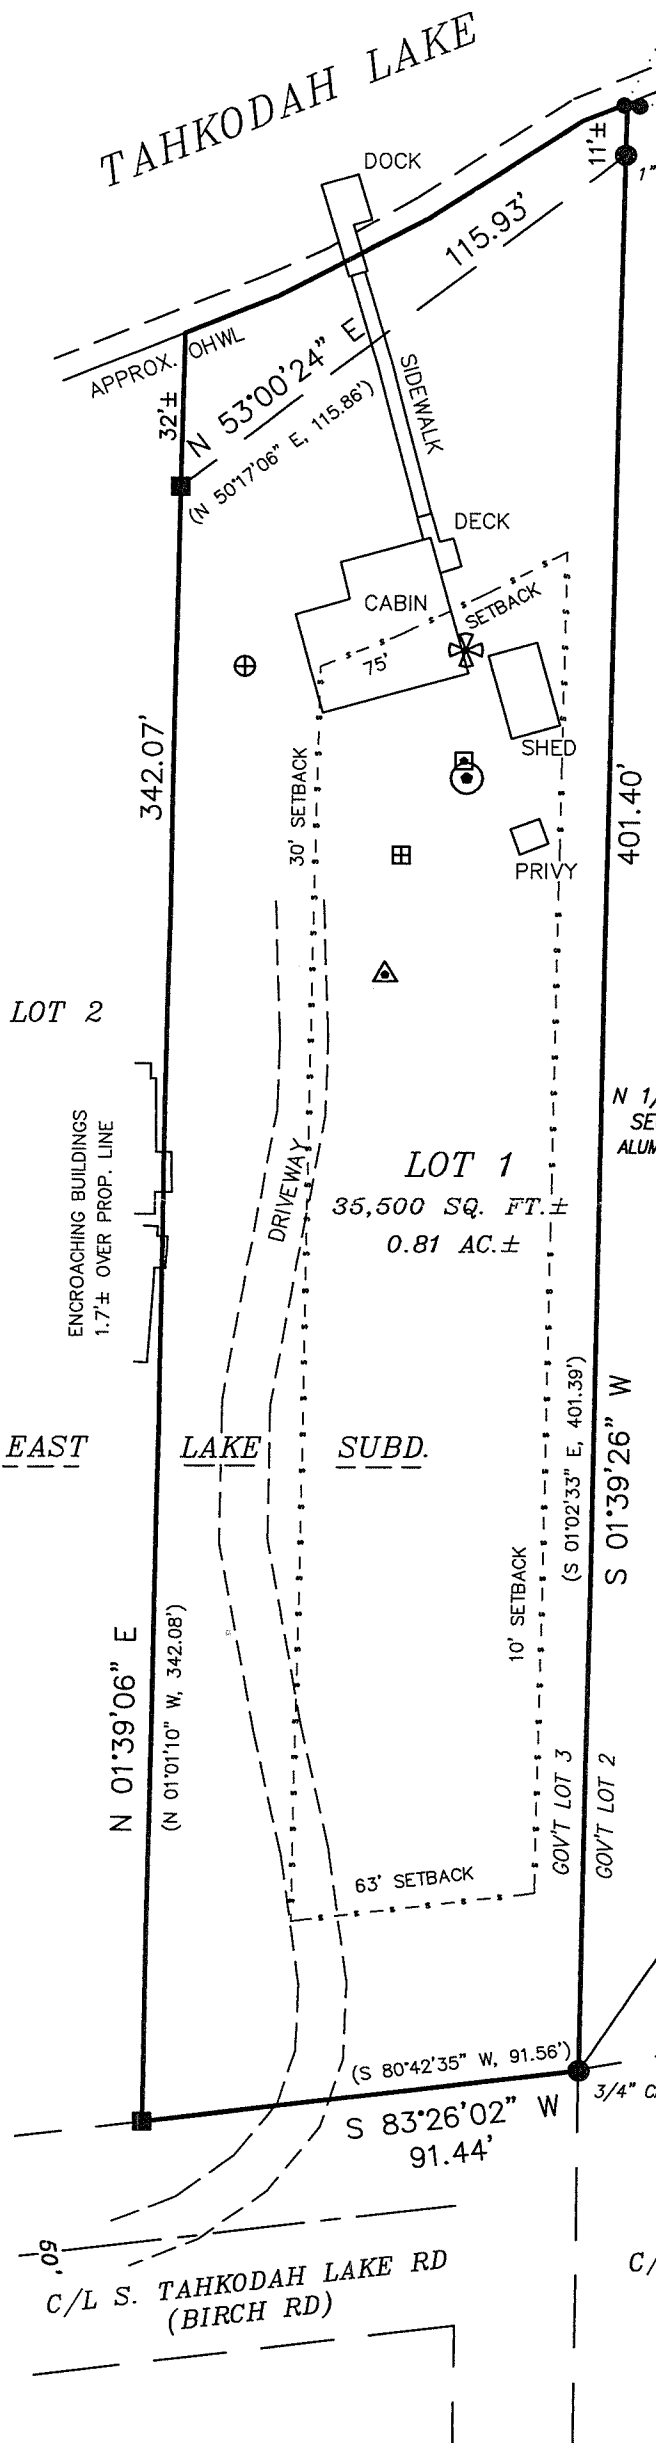 TAHKODAH LAKE
DOCK
11'±
1"
115.93'
APPROX. OHWL
32'±
N 53°00'24" E
(N 50°17'06" E, 115.86')
SIDEWALK
DECK
CABIN
SETBACK
75'
SHED
342.07'
30' SETBACK
401.40'
PRIVY
LOT 2
N 1/
SE
ALUM
ENCROACHING BUILDINGS
1.7'± OVER PROP. LINE
DRIVEWAY
LOT 1
35,500 SQ. FT.±
0.81 AC.±
EAST LAKE SUBD.
(S 01°02'33" E, 401.39')
S 01°39'26" W
10' SETBACK
N 01°39'06" E
(N 01°01'10" W, 342.08')
GOV'T LOT 3
GOV'T LOT 2
63' SETBACK
(S 80°42'35" W, 91.56')
3/4" C
S 83°26'02" W
91.44'
50'
C/L S. TAHKODAH LAKE RD
(BIRCH RD)
C/